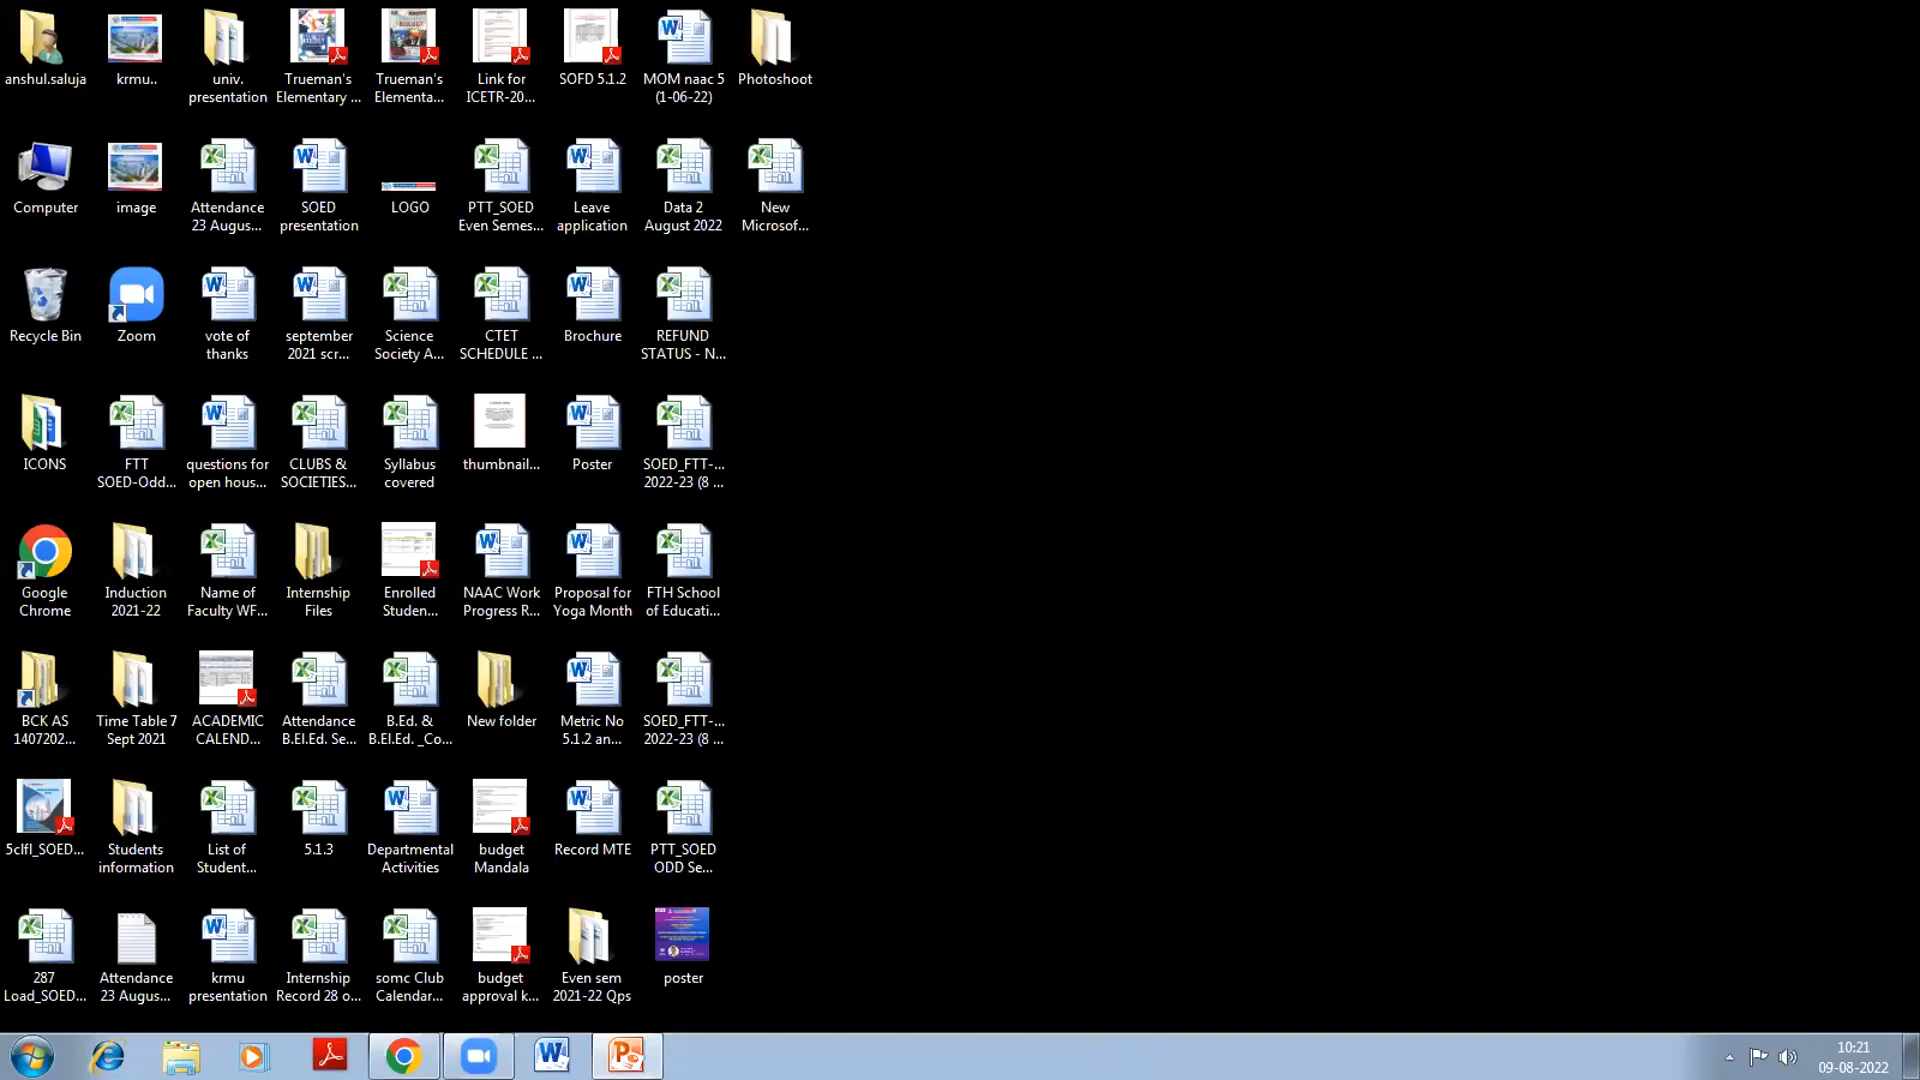 anshul.saluja
krmu..
univ.
presentation
Trueman's
Elementary ...
Trueman's
Elementa...
Link for
ICETR-20...
SOFD 5.1.2
MOM naac 5
(1-06-22)
Photoshoot
Computer
image
Attendance
23 Augus...
SOED
presentation
LOGO
PTT_SOED
Even Semes...
Leave
application
Data 2
August 2022
New
Microsof...
Recycle Bin
Zoom
vote of
thanks
september
2021 scr...
Science
Society A...
CTET
SCHEDULE ...
Brochure
REFUND
STATUS - N...
ICONS
FTT
SOED-Odd...
questions for
open hous...
CLUBS &
SOCIETIES...
Syllabus
covered
thumbnail...
Poster
SOED_FTT-...
2022-23 (8 ...
Google
Chrome
Induction
2021-22
Name of
Faculty WF...
Internship
Files
Enrolled
Studen...
NAAC Work
Progress R...
Proposal for
Yoga Month
FTH School
of Educati...
BCK AS
1407202...
Time Table 7
Sept 2021
ACADEMIC
CALEND...
Attendance
B.El.Ed. Se...
B.Ed. &
B.El.Ed. _Co...
New folder
Metric No
5.1.2 an...
SOED_FTT-...
2022-23 (8 ...
5clfl_SOED...
Students
information
List of
Student...
5.1.3
Departmental
Activities
budget
Mandala
Record MTE
PTT_SOED
ODD Se...
287
Load_SOED...
Attendance
23 Augus...
krmu
presentation
Internship
Record 28 o...
somc Club
Calendar...
budget
approval k...
Even sem
2021-22 Qps
poster
10:21
09-08-2022